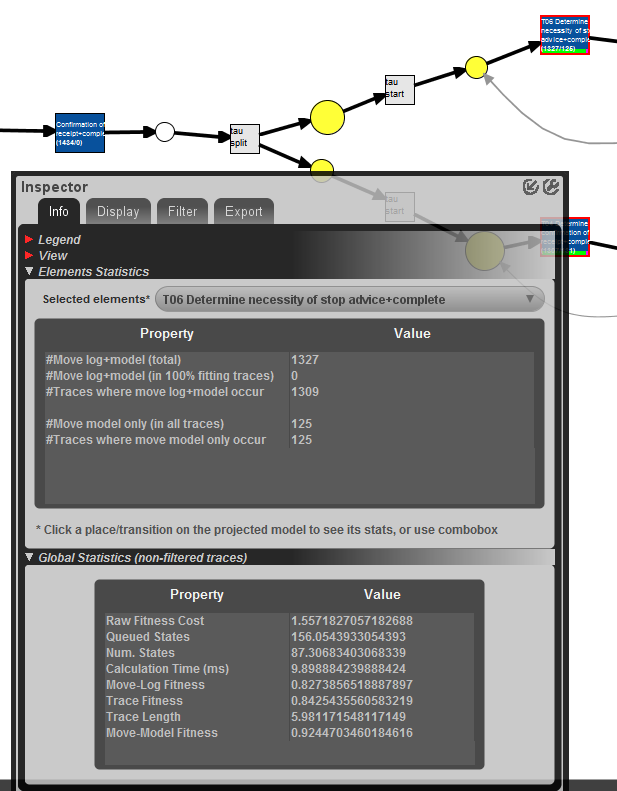 T06 Determine
necessity of st
advice+complete
(1327/125)
tau
start
Confirmation of
receipt+comple
(1434/0)
tau
split
tau
start
Inspector
Info
Display
Filter
Export
Legend
View
Elements Statistics
Selected elements* T06 Determine necessity of stop advice+complete
Property Value
#Move log+model (total) 1327
#Move log+model (in 100% fitting traces) 0
#Traces where move log+model occur 1309
#Move model only (in all traces) 125
#Traces where move model only occur 125
* Click a place/transition on the projected model to see its stats, or use combobox
Global Statistics (non-filtered traces)
Property Value
Raw Fitness Cost 1.5571827057182688
Queued States 156.0543933054393
Num. States 87.30683403068339
Calculation Time (ms) 9.898884239888424
Move-Log Fitness 0.8273856518887897
Trace Fitness 0.8425435560583219
Trace Length 5.981171548117149
Move-Model Fitness 0.9244703460184616